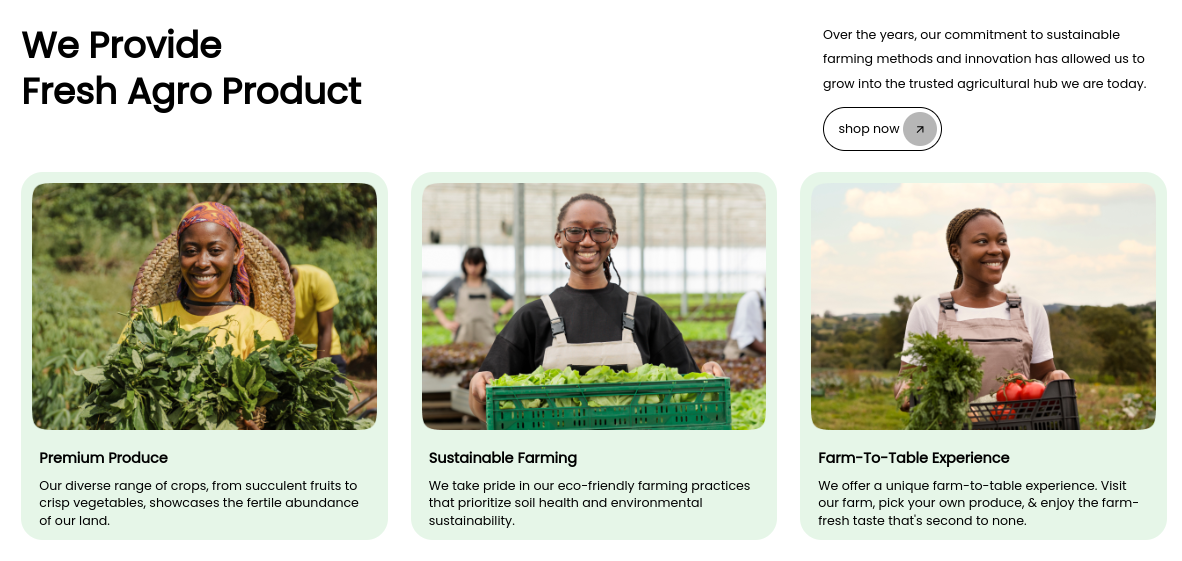 We Provide
Fresh Agro Product
Over the years, our commitment to sustainable
farming methods and innovation has allowed us to
grow into the trusted agricultural hub we are today.
shop now
Premium Produce
Our diverse range of crops, from succulent fruits to
crisp vegetables, showcases the fertile abundance
of our land.
Sustainable Farming
We take pride in our eco-friendly farming practices
that prioritize soil health and environmental
sustainability.
Farm-To-Table Experience
We offer a unique farm-to-table experience. Visit
our farm, pick your own produce, & enjoy the farm-
fresh taste that's second to none.